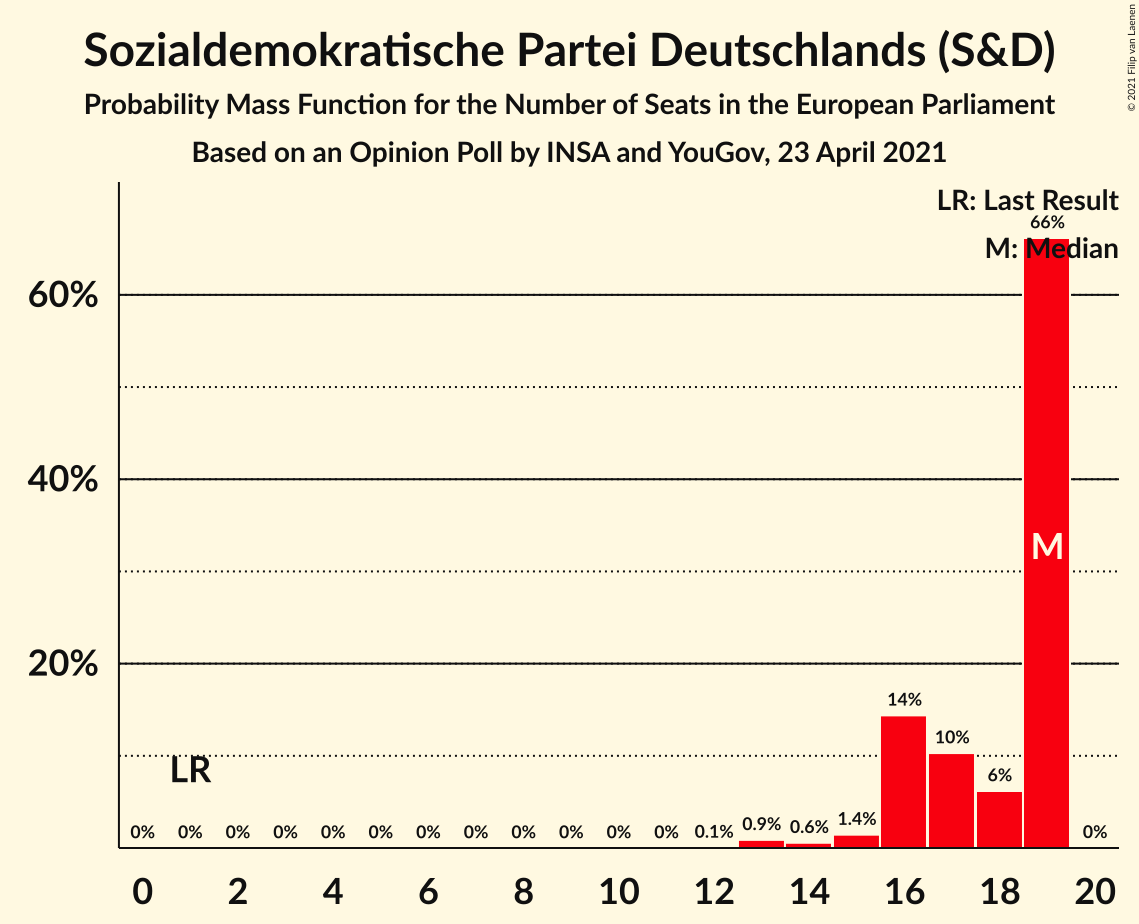 Sozialdemokratische Partei Deutschlands (S&D)
Probability Mass Function for the Number of Seats in the European Parliament
Based on an Opinion Poll by INSA and YouGov, 23 April 2021
© 2021 Filip van Laenen
LR: Last Result
66%
M: Median
60%
M
40%
20%
14%
10%
LR
6%
0% 0% 0% 0% 0% 0% 0% 0% 0% 0% 0% 0% 0.1% 0.9% 0.6% 1.4% 0%
0 2 4 6 8 10 12 14 16 18 20